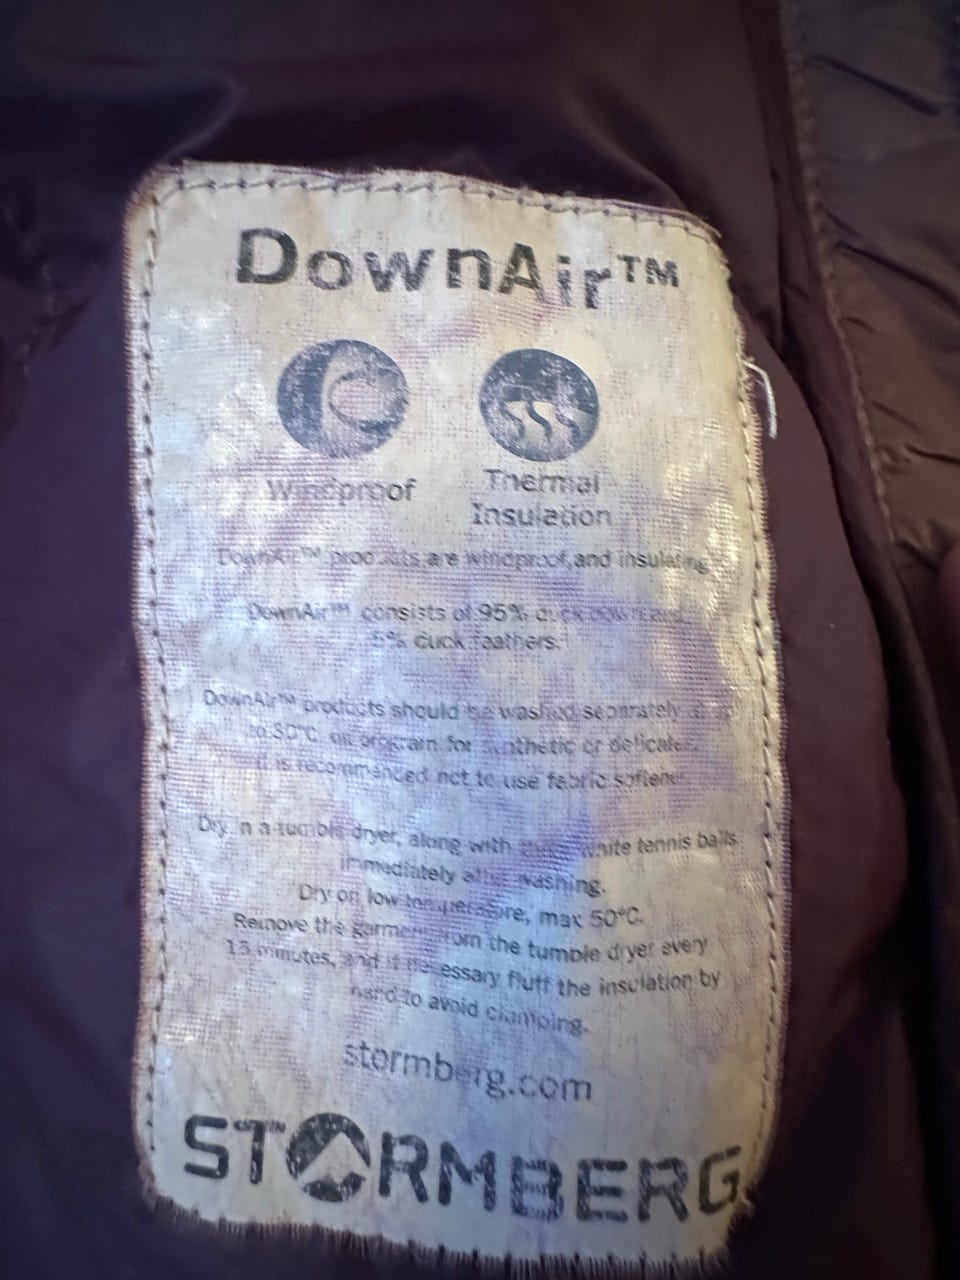 DownAir™
Windproof
Thermal
Insulation
DownAir™ products are windproof and insulating.
DownAir™ consists of 95% duck down and
5% duck feathers.
DownAir™ products should be washed separately at up
to 30°C on program for synthetic or delicates.
It is recommended not to use fabric softener.
Dry in a tumble dryer, along with white tennis balls
immediately after washing.
Dry on low temperature, max 50°C.
Remove the garment from the tumble dryer every
15 minutes, and if necessary fluff the insulation by
hand to avoid clumping.
stormberg.com
STORMBERG